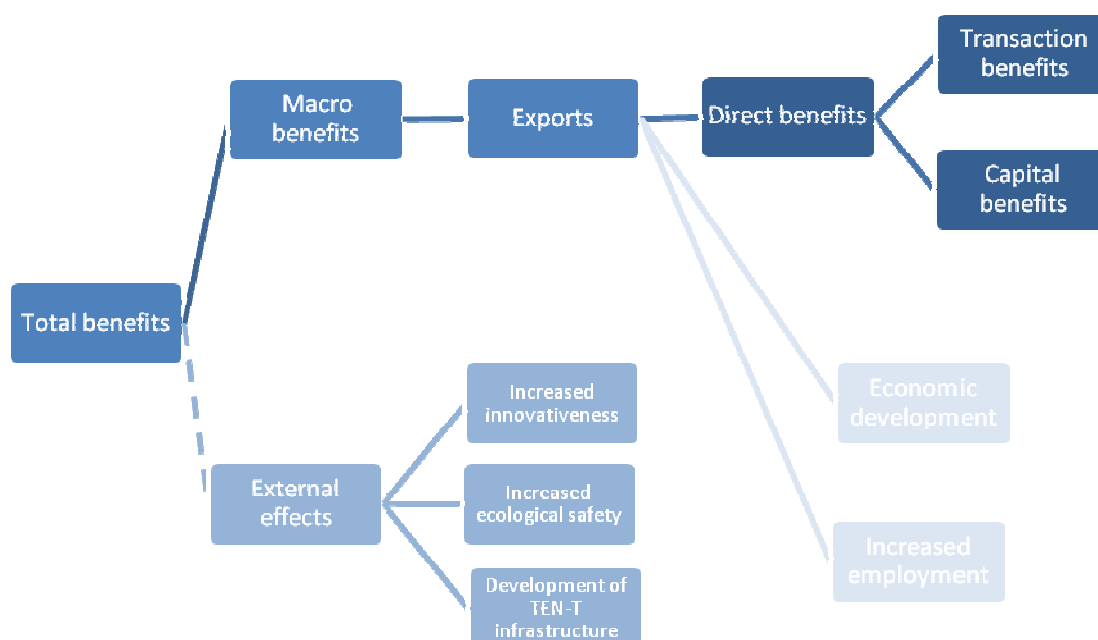 Transaction
benefits
Macro
benefits
Exports
Direct benefits
Capital
benefits
Total benefits
Increased
innovativeness
Economic
development
External
effects
Increased
ecological safety
Increased
employment
Development of
TEN-T
infrastructure